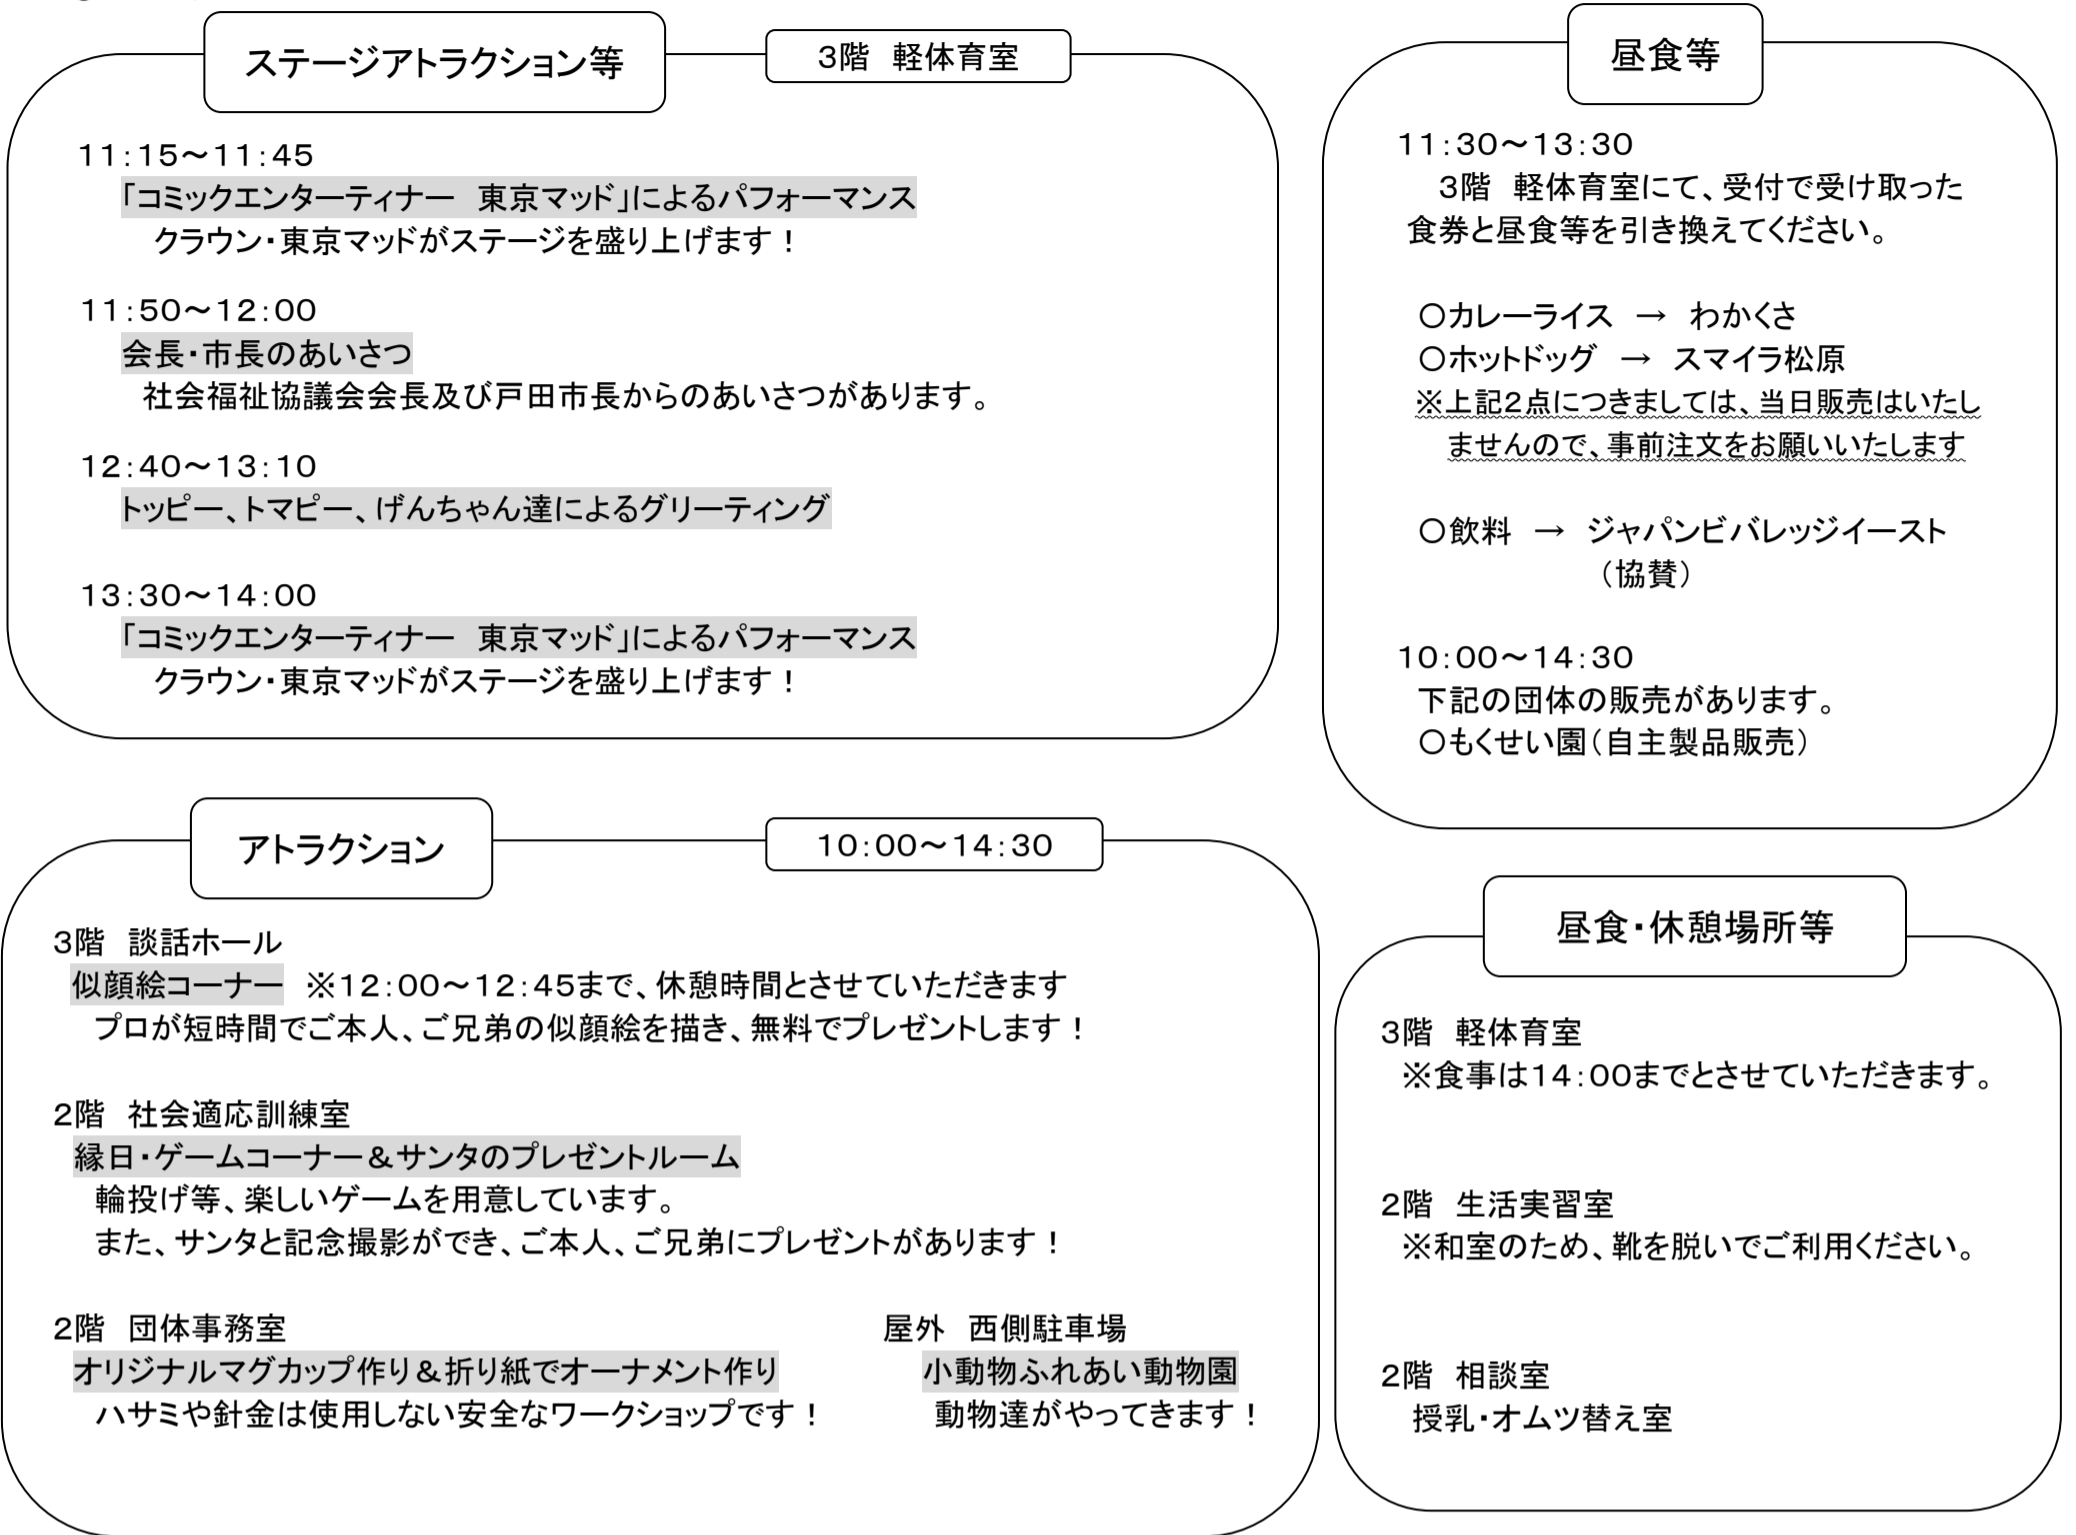 ステージアトラクション等
3階　軽体育室
11:15～11:45
「コミックエンターティナー　東京マッド」によるパフォーマンス
クラウン・東京マッドがステージを盛り上げます！
11:50～12:00
会長・市長のあいさつ
社会福祉協議会会長及び戸田市長からのあいさつがあります。
12:40～13:10
トッピー、トマピー、げんちゃん達によるグリーティング
13:30～14:00
「コミックエンターティナー　東京マッド」によるパフォーマンス
クラウン・東京マッドがステージを盛り上げます！
昼食等
11:30～13:30
3階　軽体育室にて、受付で受け取った
食券と昼食等を引き換えてください。
○カレーライス　→　わかくさ
○ホットドッグ　→　スマイラ松原
※上記2点につきましては、当日販売はいたし
ませんので、事前注文をお願いいたします
○飲料　→　ジャパンビバレッジイースト
（協賛）
10:00～14:30
下記の団体の販売があります。
○もくせい園（自主製品販売）
アトラクション
10:00～14:30
3階　談話ホール
似顔絵コーナー　※12:00～12:45まで、休憩時間とさせていただきます
プロが短時間でご本人、ご兄弟の似顔絵を描き、無料でプレゼントします！
2階　社会適応訓練室
縁日・ゲームコーナー＆サンタのプレゼントルーム
輪投げ等、楽しいゲームを用意しています。
また、サンタと記念撮影ができ、ご本人、ご兄弟にプレゼントがあります！
2階　団体事務室
オリジナルマグカップ作り＆折り紙でオーナメント作り
ハサミや針金は使用しない安全なワークショップです！
屋外　西側駐車場
小動物ふれあい動物園
動物達がやってきます！
昼食・休憩場所等
3階　軽体育室
※食事は14:00までとさせていただきます。
2階　生活実習室
※和室のため、靴を脱いでご利用ください。
2階　相談室
授乳・オムツ替え室